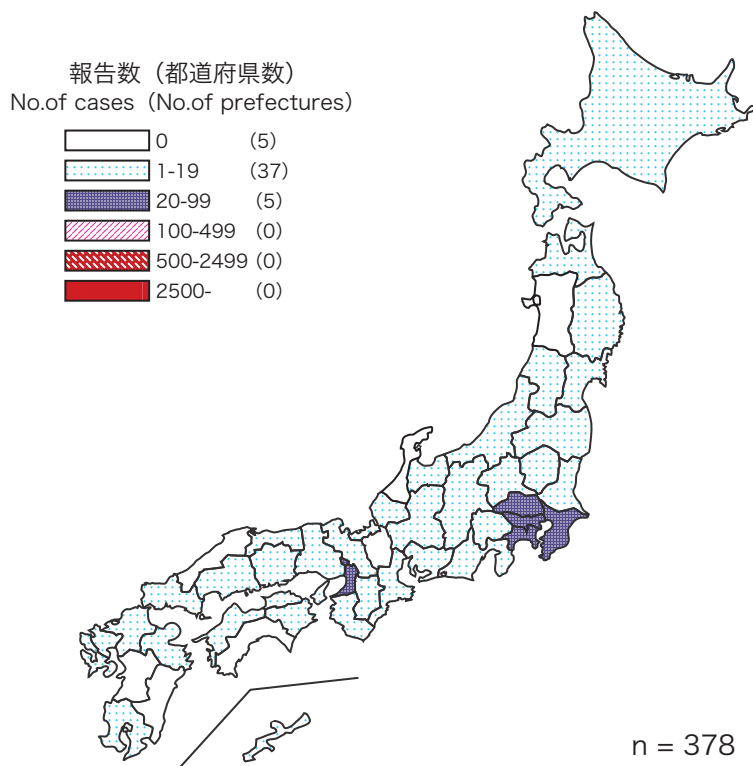 報告数（都道府県数）
No.of cases（No.of prefectures）
0 (5)
1-19 (37)
20-99 (5)
100-499 (0)
500-2499 (0)
2500- (0)
n = 378